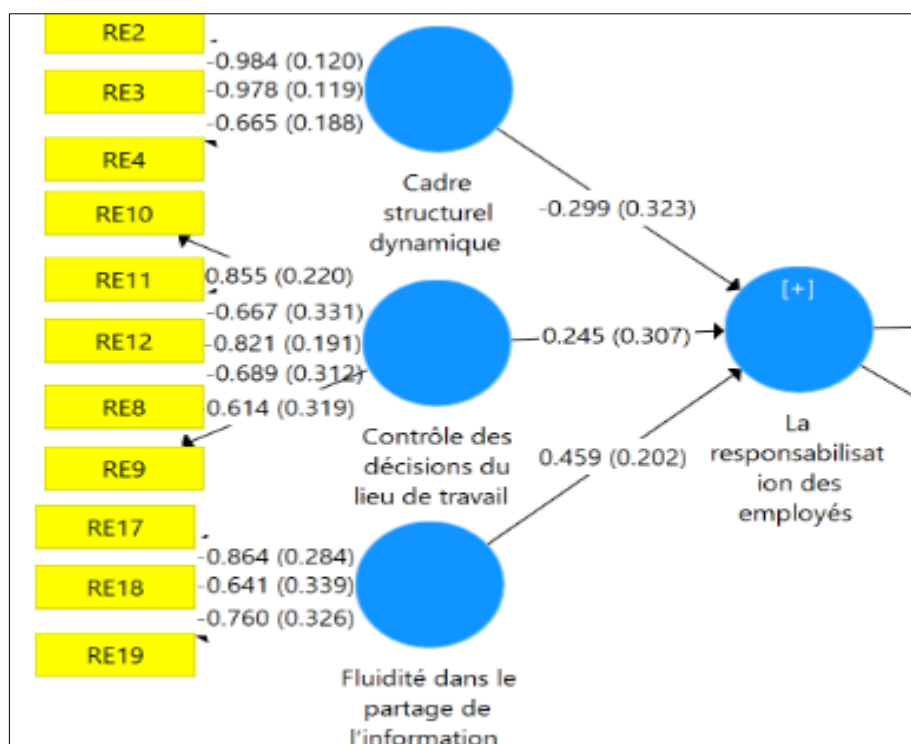 RE2
-0.984 (0.120)
RE3
-0.978 (0.119)
-0.665 (0.188)
RE4
Cadre
structurel
dynamique
RE10
-0.299 (0.323)
RE11
0.855 (0.220)
[+]
-0.667 (0.331)
RE12
-0.821 (0.191)
0.245 (0.307)
-0.689 (0.312)
RE8
0.614 (0.319)
RE9
Contrôle des
décisions du
lieu de travail
La
responsabilisat
ion des
employés
0.459 (0.202)
RE17
-0.864 (0.284)
RE18
-0.641 (0.339)
-0.760 (0.326)
RE19
Fluidité dans le
partage de
l'information